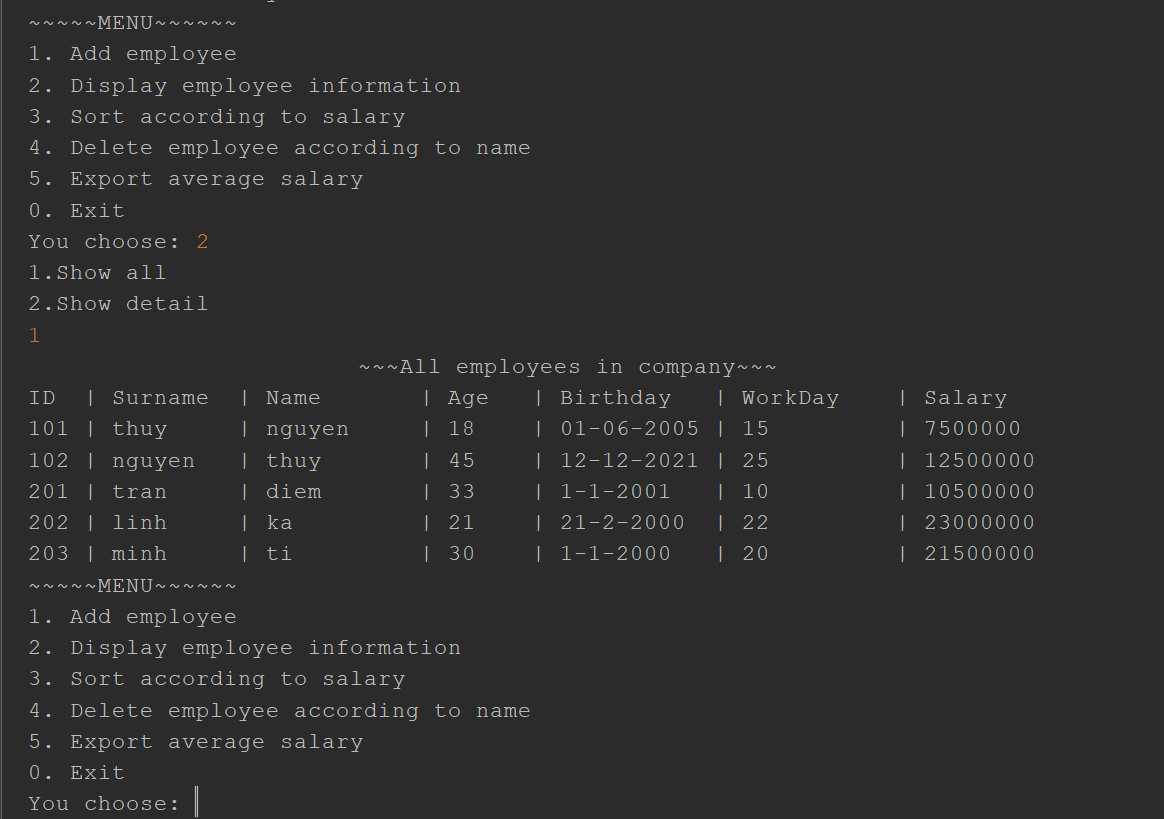 ~~~~~MENU~~~~~~
1. Add employee
2. Display employee information
3. Sort according to salary
4. Delete employee according to name
5. Export average salary
0. Exit
You choose: 2
1.Show all
2.Show detail
1
~~~All employees in company~~~
ID  | Surname  | Name       | Age   | Birthday   | WorkDay    | Salary
101 | thuy     | nguyen     | 18    | 01-06-2005 | 15         | 7500000
102 | nguyen   | thuy       | 45    | 12-12-2021 | 25         | 12500000
201 | tran     | diem       | 33    | 1-1-2001   | 10         | 10500000
202 | linh     | ka         | 21    | 21-2-2000  | 22         | 23000000
203 | minh     | ti         | 30    | 1-1-2000   | 20         | 21500000
~~~~~MENU~~~~~~
1. Add employee
2. Display employee information
3. Sort according to salary
4. Delete employee according to name
5. Export average salary
0. Exit
You choose: